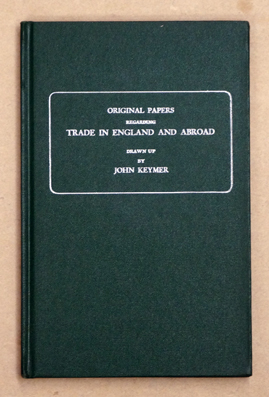 ORIGINAL PAPERS
REGARDING
TRADE IN ENGLAND AND ABROAD
DRAWN UP
BY
JOHN KEYMER